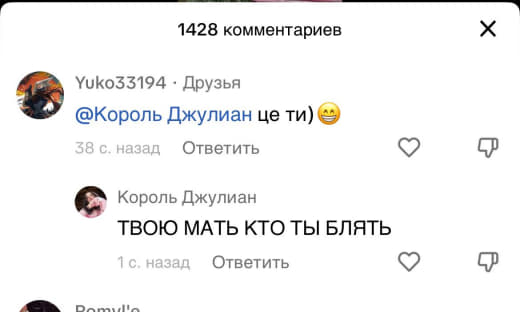 1428 комментариев
Yuko33194 · Друзья
@Король Джулиан це ти)😁
38 с. назад Ответить
Король Джулиан
ТВОЮ МАТЬ КТО ТЫ БЛЯТЬ
1 с. назад Ответить